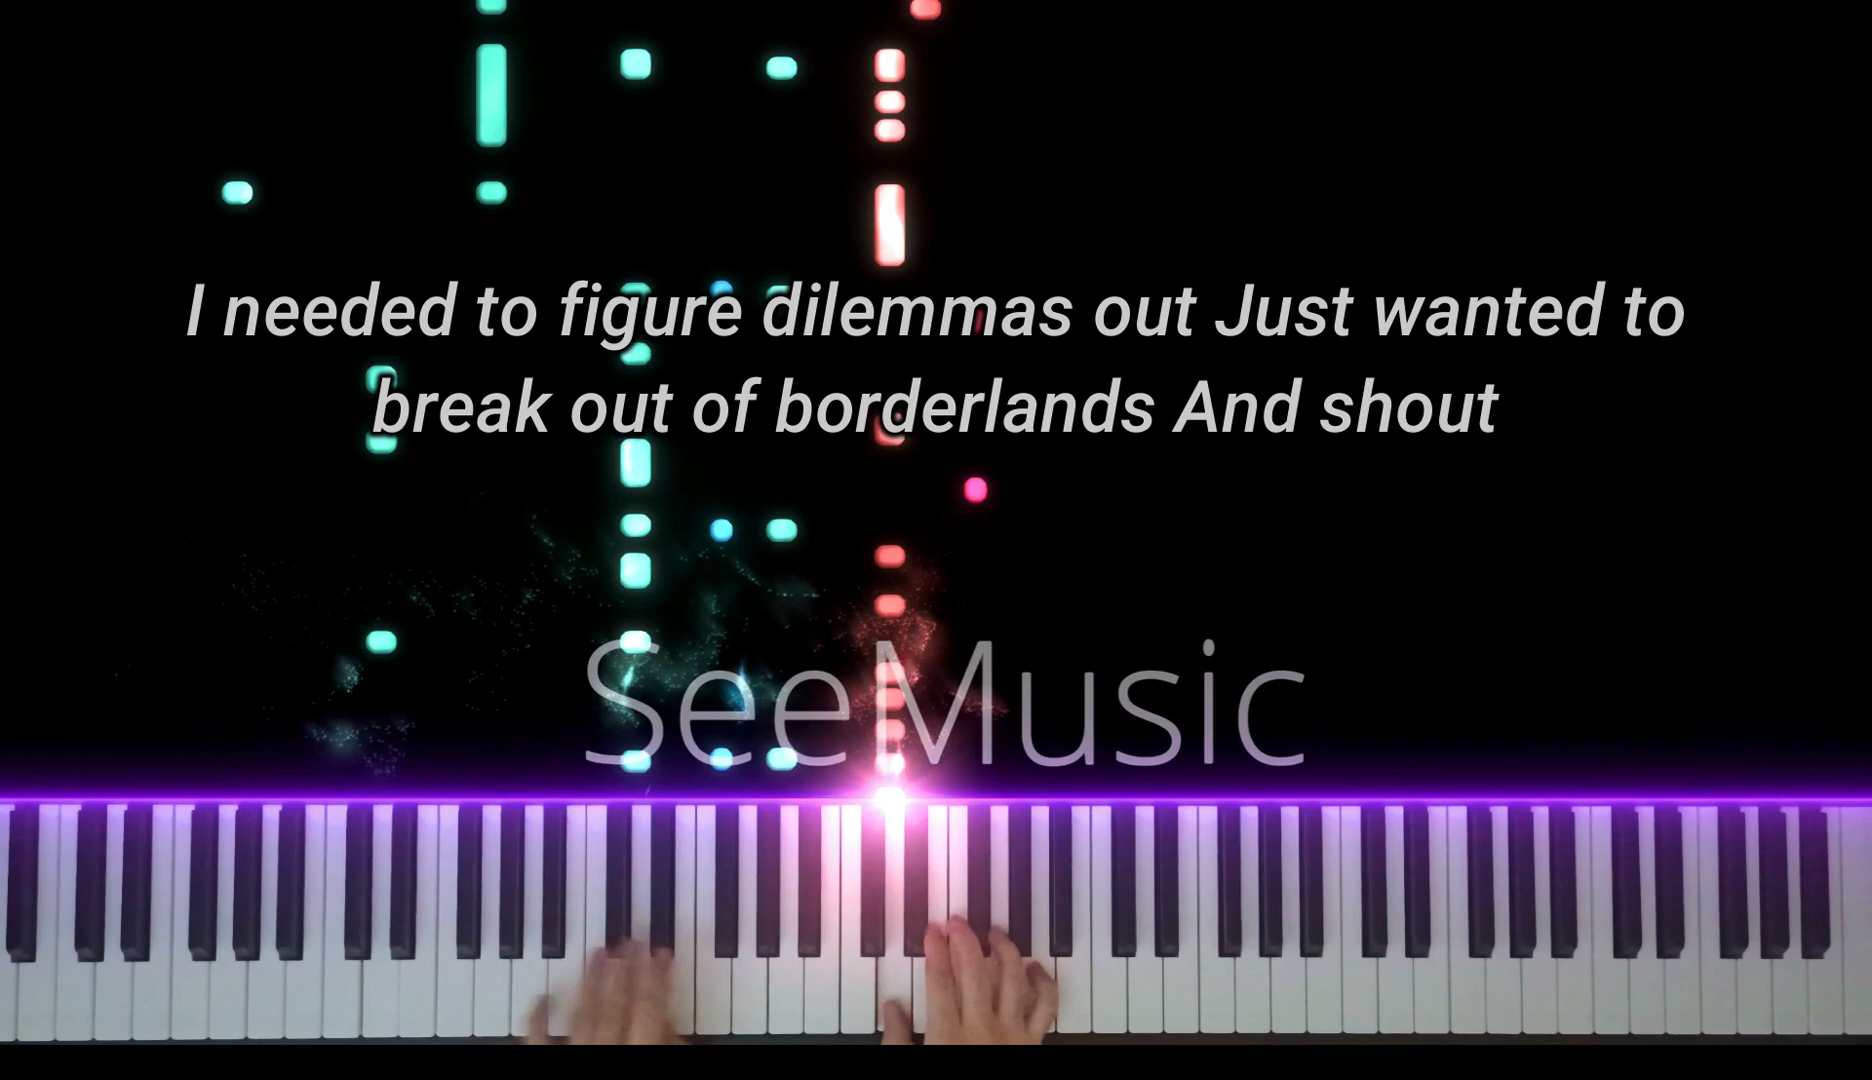 I needed to figure dilemmas out Just wanted to
break out of borderlands And shout
SeeMusic